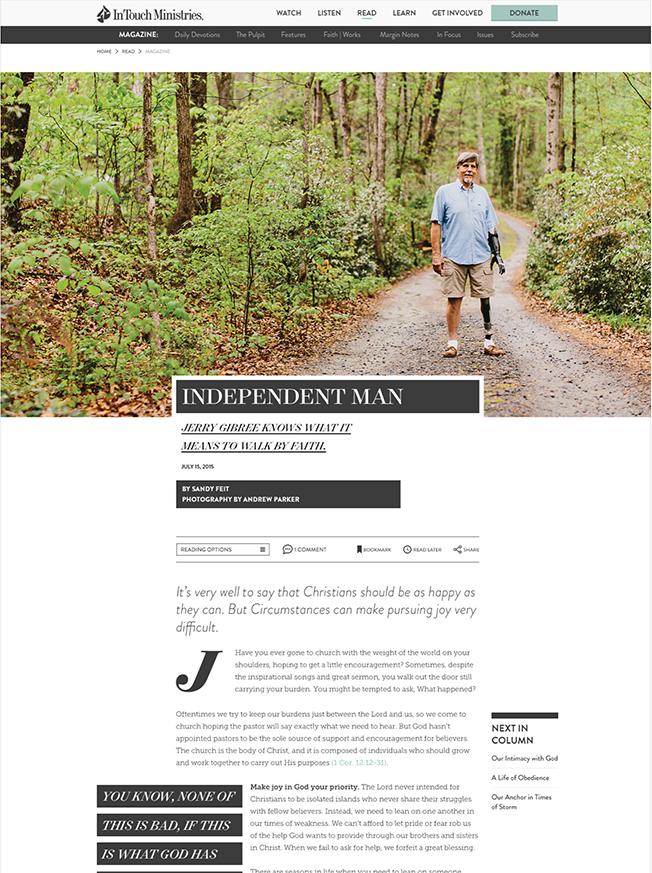 InTouch Ministries.
WATCH LISTEN READ LEARN GET INVOLVED DONATE
MAGAZINE: Daily Devotions The Pulpit Features Faith | Works Margin Notes In Focus Issues Subscribe
HOME > READ > MAGAZINE
INDEPENDENT MAN
JERRY GIBREE KNOWS WHAT IT
MEANS TO WALK BY FAITH.
JULY 15, 2015
BY SANDY FEIT
PHOTOGRAPHY BY ANDREW PARKER
READING OPTIONS 1 COMMENT BOOKMARK READ LATER SHARE
It's very well to say that Christians should be as happy as
they can. But Circumstances can make pursuing joy very
difficult.
J Have you ever gone to church with the weight of the world on your
shoulders, hoping to get a little encouragement? Sometimes, despite
the inspirational songs and great sermon, you walk out the door still
carrying your burden. You might be tempted to ask, What happened?
Oftentimes we try to keep our burdens just between the Lord and us, so we come to
church hoping the pastor will say exactly what we need to hear. But God hasn't
appointed pastors to be the sole source of support and encouragement for believers.
The church is the body of Christ, and it is composed of individuals who should grow
and work together to carry out His purposes (1 Cor. 12:12-31).
NEXT IN
COLUMN
Our Intimacy with God
A Life of Obedience
Our Anchor in Times
of Storm
YOU KNOW, NONE OF
THIS IS BAD, IF THIS
IS WHAT GOD HAS
Make joy in God your priority. The Lord never intended for
Christians to be isolated islands who never share their struggles
with fellow believers. Instead, we need to lean on one another in
our times of weakness. We can't afford to let pride or fear rob us
of the help God wants to provide through our brothers and sisters
in Christ. When we fail to ask for help, we forfeit a great blessing.
There are seasons in life when you need to lean on someone